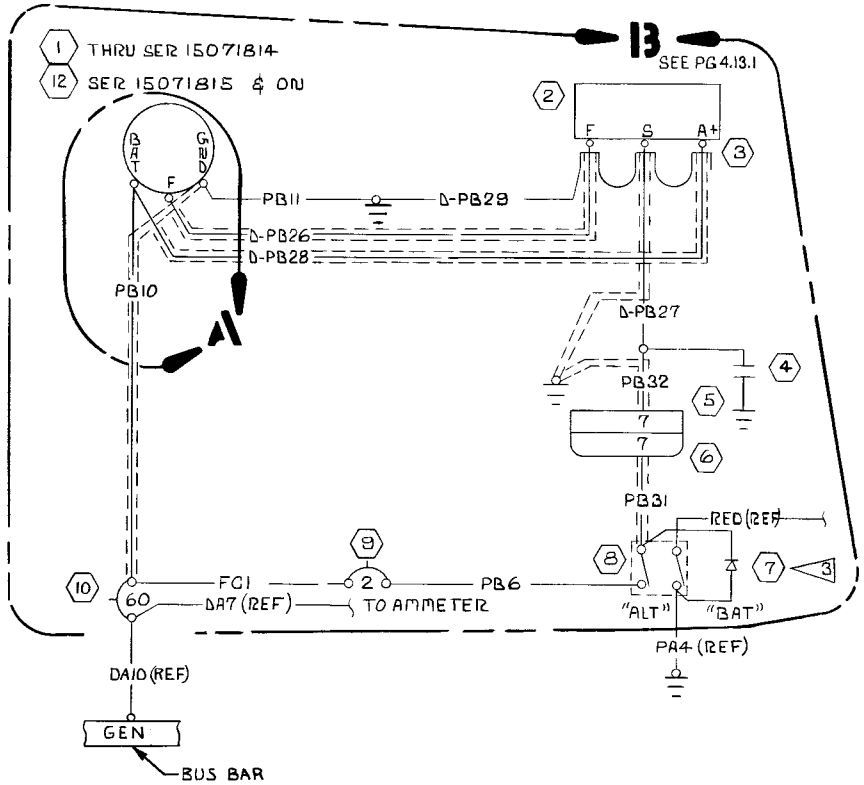 1 THRU SER 15071814
12 SER 15071815 & ON
B
SEE PG 4.13.1
2
BAT
GND
F
F S A+
3
PB11
D-PB29
D-PB26
D-PB28
PB10
A
D-PB27
4
PB32
5
7
7
6
PB31
RED (REF)
9
8
7
3
10
FC1
2
PB6
60
DA7 (REF)
TO AMMETER
"ALT"
"BAT"
PA4 (REF)
DA10 (REF)
GEN
BUS BAR